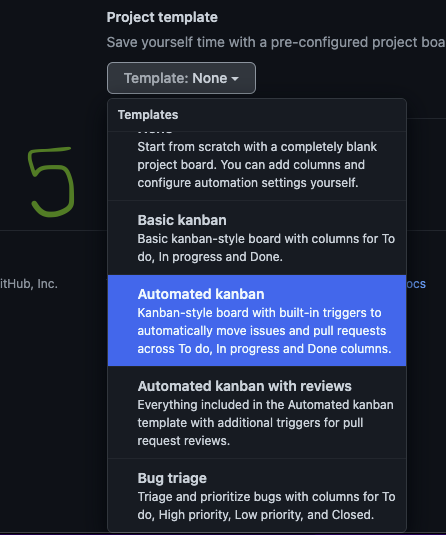 Project template
Save yourself time with a pre-configured project boa
Template: None
Templates
None
Start from scratch with a completely blank
project board. You can add columns and
configure automation settings yourself.
5
Basic kanban
Basic kanban-style board with columns for To
do, In progress and Done.
itHub, Inc.
ocs
Automated kanban
Kanban-style board with built-in triggers to
automatically move issues and pull requests
across To do, In progress and Done columns.
Automated kanban with reviews
Everything included in the Automated kanban
template with additional triggers for pull
request reviews.
Bug triage
Triage and prioritize bugs with columns for To
do, High priority, Low priority, and Closed.